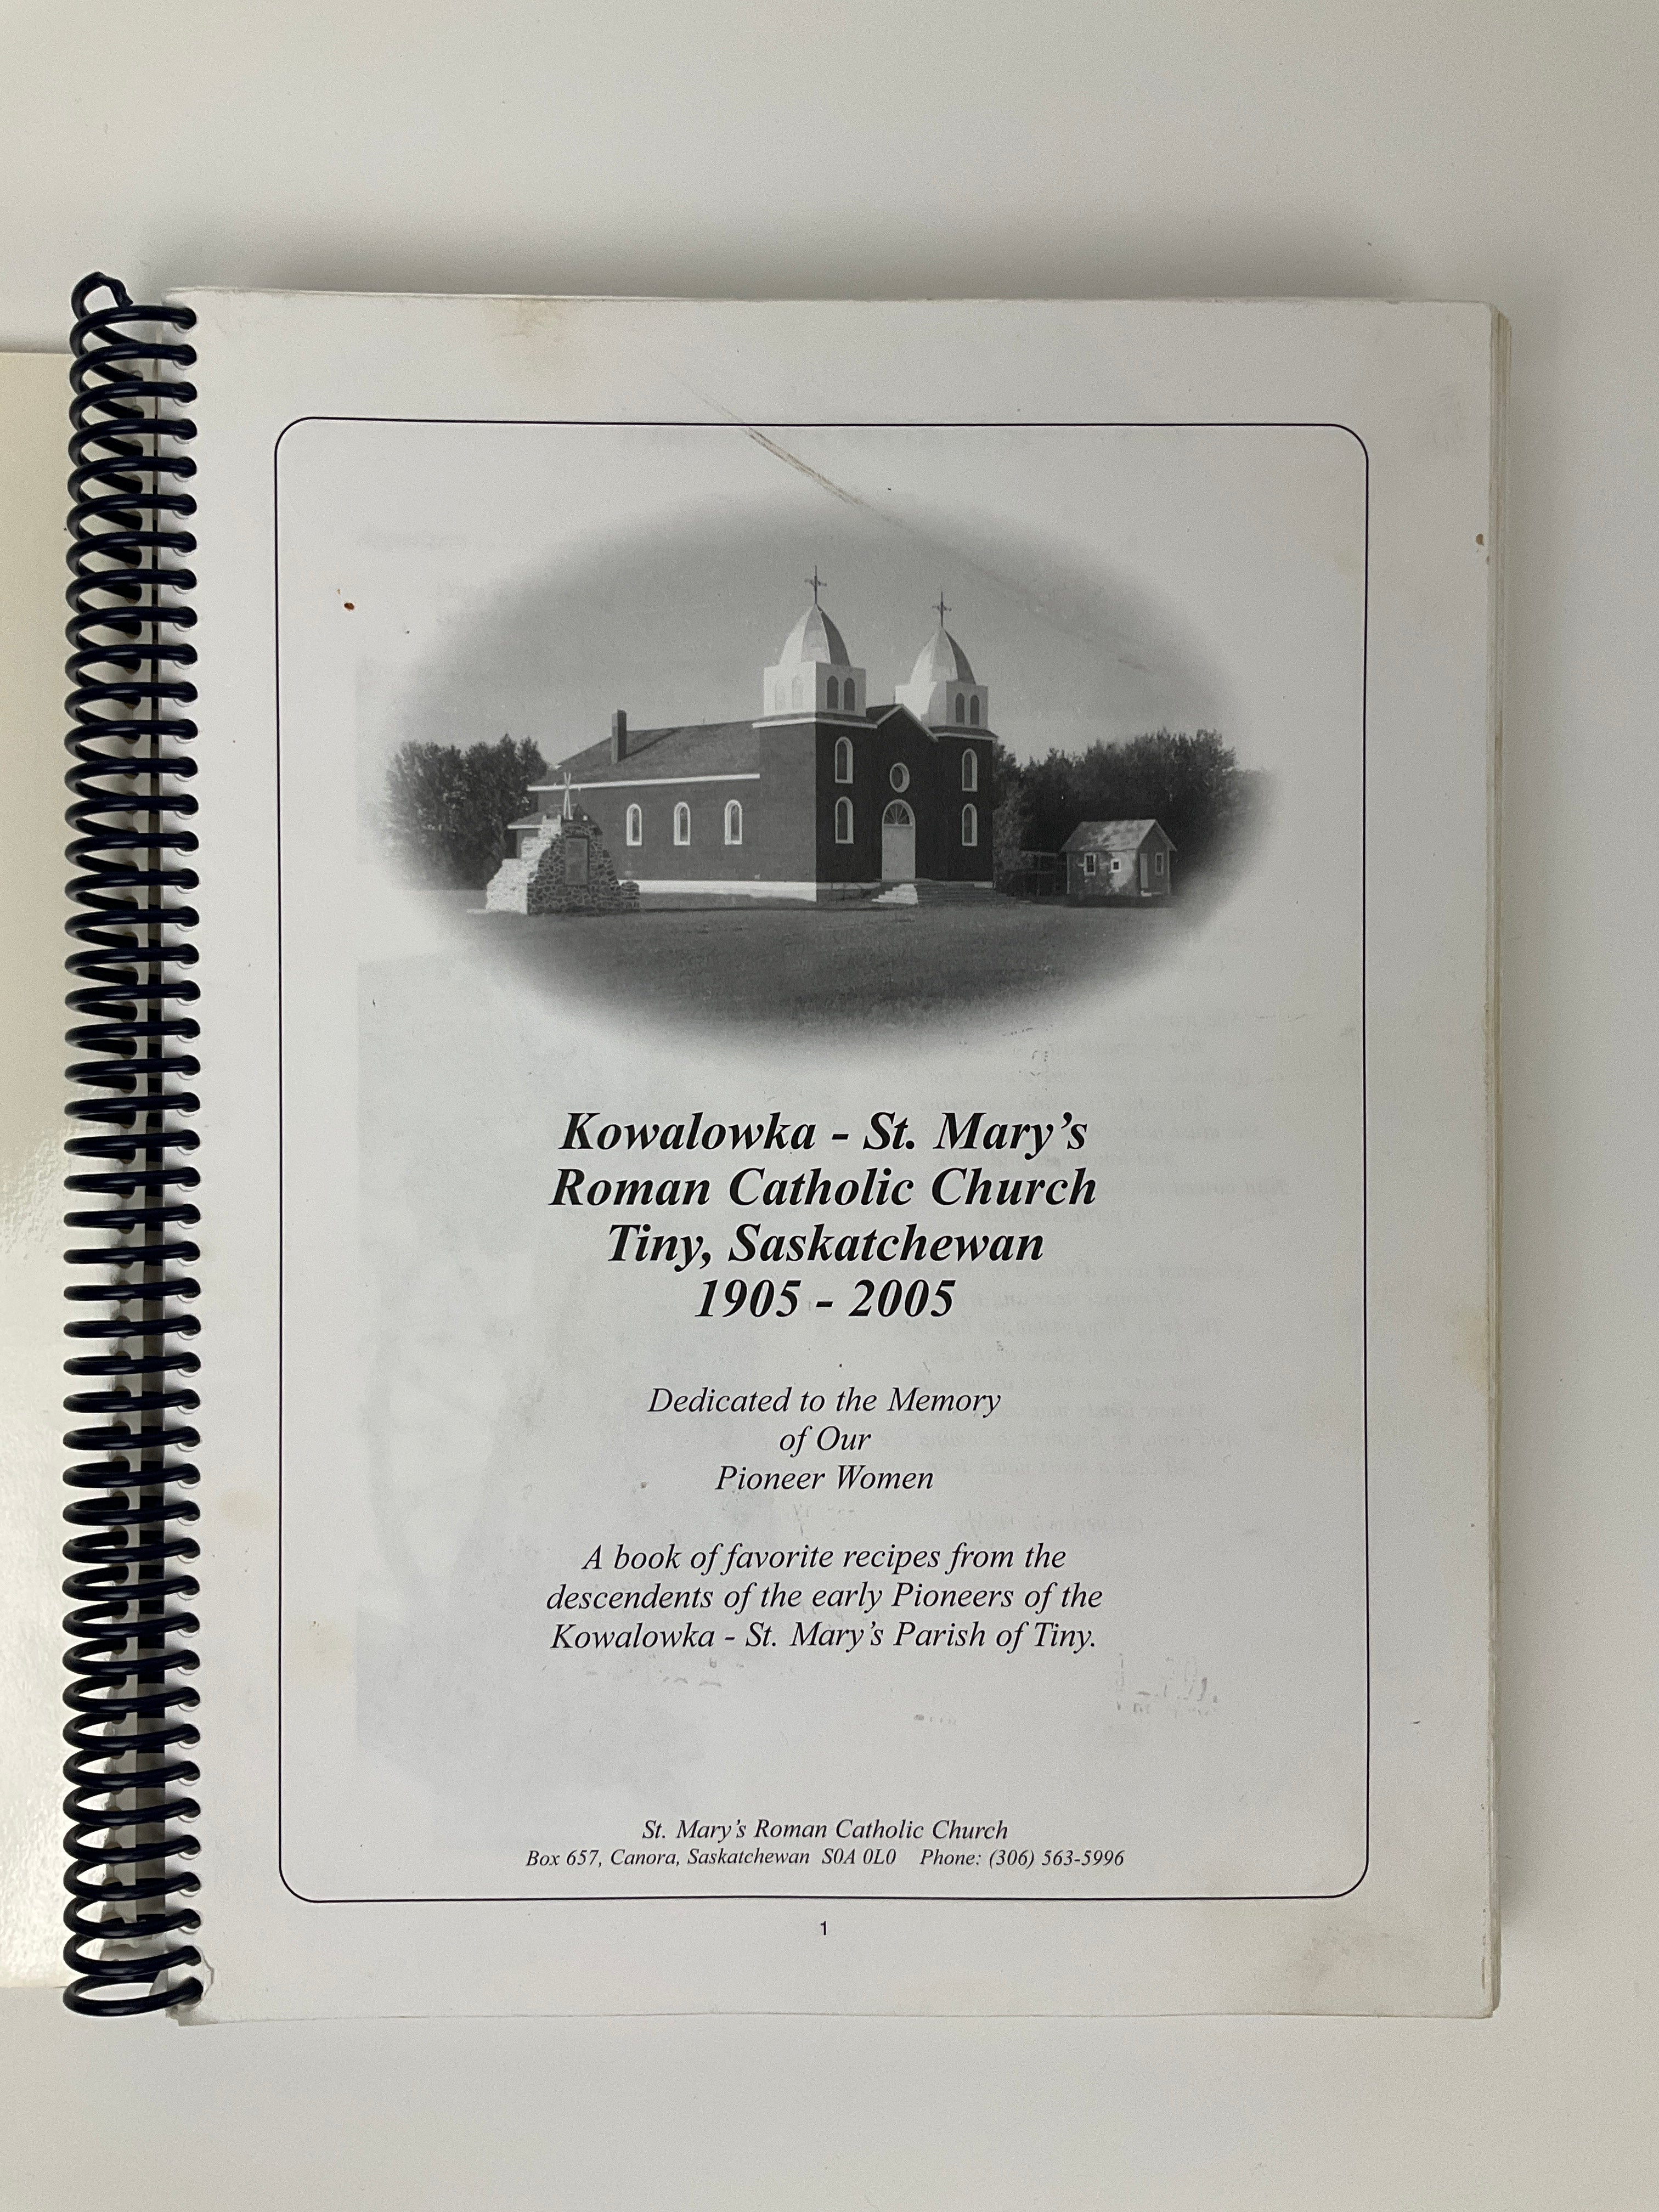 Kowalowka - St. Mary's
Roman Catholic Church
Tiny, Saskatchewan
1905 - 2005
Dedicated to the Memory
of Our
Pioneer Women
A book of favorite recipes from the
descendents of the early Pioneers of the
Kowalowka - St. Mary's Parish of Tiny.
St. Mary's Roman Catholic Church
Box 657, Canora, Saskatchewan S0A 0L0 Phone: (306) 563-5996
1